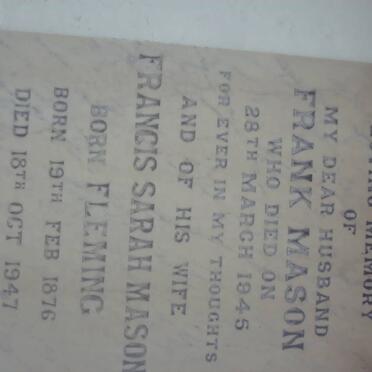 MEMORY
OF
MY DEAR HUSBAND
FRANK MASON
WHO DIED ON
28TH MARCH 1945
FOR EVER IN MY THOUGHTS
AND OF HIS WIFE
FRANCIS SARAH MASON
BORN FLEMING
BORN 19TH FEB 1876
DIED 18TH OCT 1947